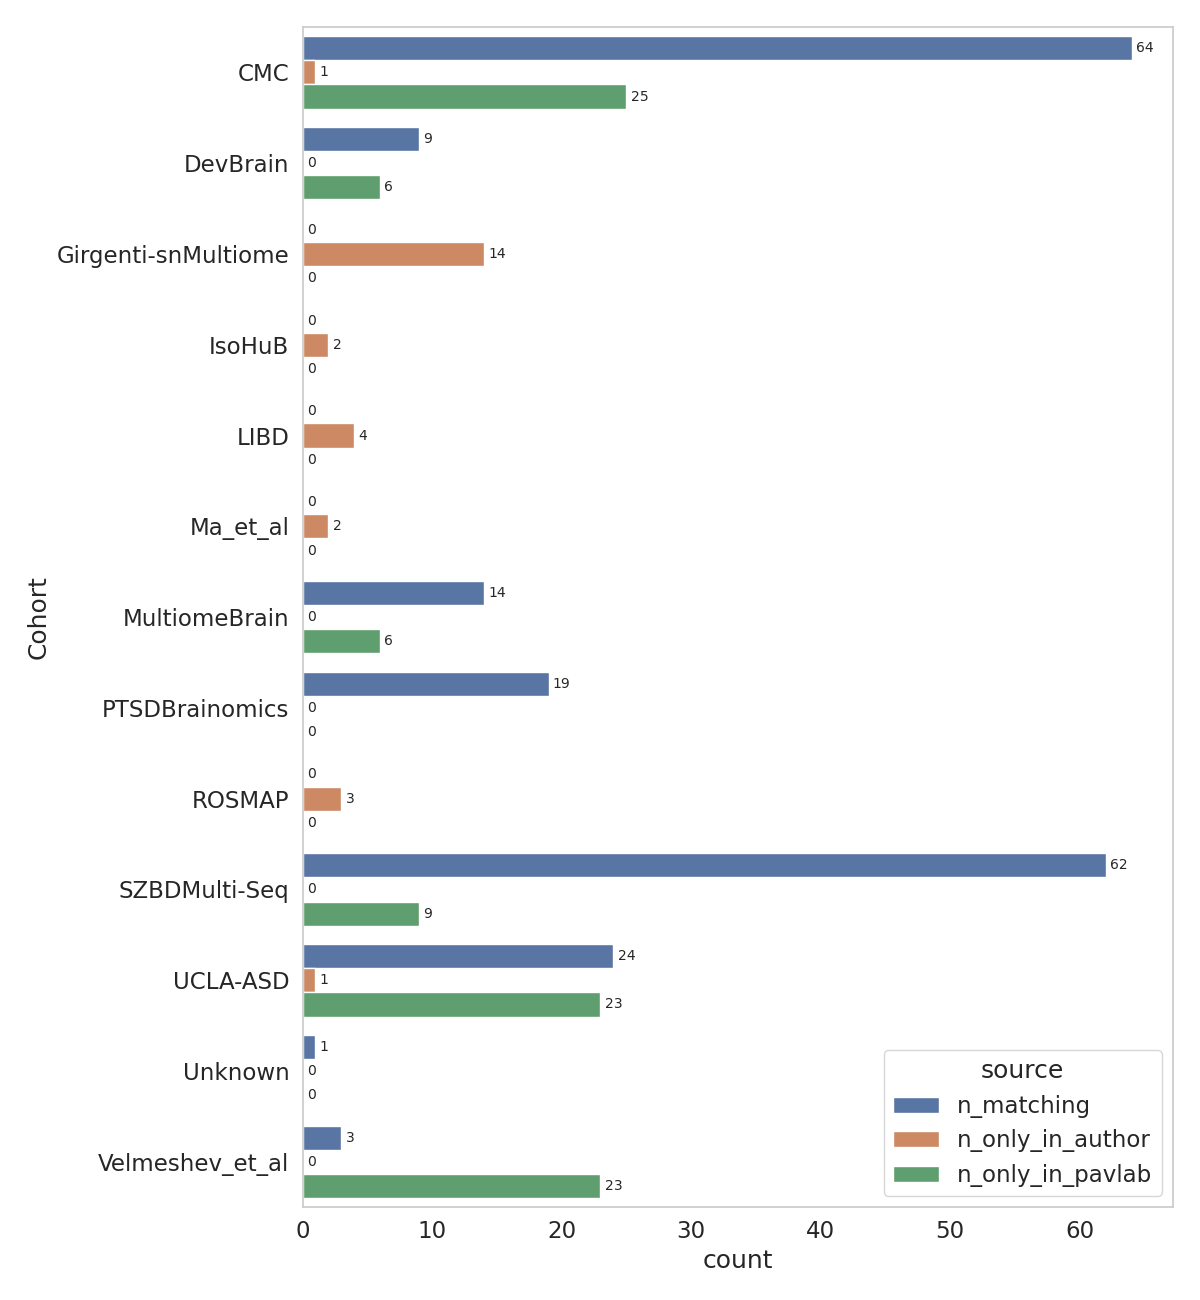 CMC
64
1
25
DevBrain
9
0
6
Girgenti-snMultiome
0
14
0
IsoHuB
0
2
0
LIBD
0
4
0
Ma_et_al
0
2
0
MultiomeBrain
14
0
6
PTSDBrainomics
19
0
0
ROSMAP
0
3
0
SZBDMulti-Seq
62
0
9
UCLA-ASD
24
1
23
Unknown
1
0
0
Velmeshev_et_al
3
0
23
Cohort
source
n_matching
n_only_in_author
n_only_in_pavlab
0 10 20 30 40 50 60
count